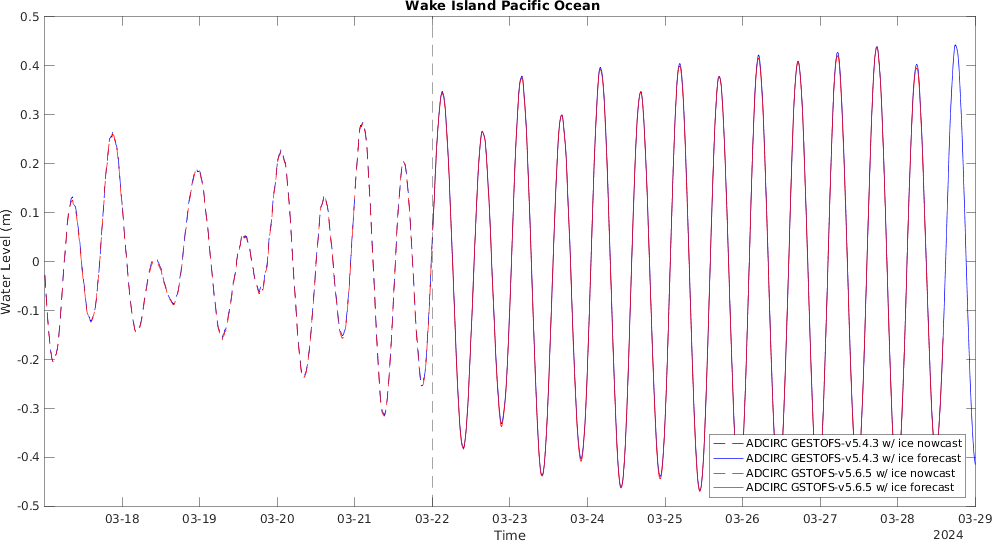 Wake Island Pacific Ocean
0.5
0.4
0.3
0.2
0.1
0
-0.1
-0.2
-0.3
-0.4
-0.5
Water Level (m)
ADCIRC GESTOFS-v5.4.3 w/ ice nowcast
ADCIRC GESTOFS-v5.4.3 w/ ice forecast
ADCIRC GSTOFS-v5.6.5 w/ ice nowcast
ADCIRC GSTOFS-v5.6.5 w/ ice forecast
03-18 03-19 03-20 03-21 03-22 03-23 03-24 03-25 03-26 03-27 03-28 03-29
Time
2024